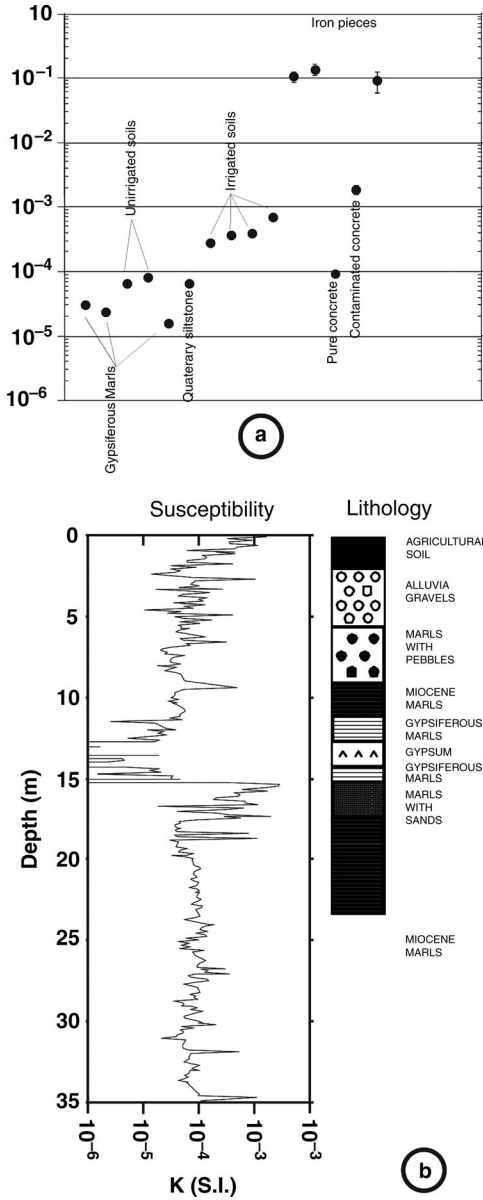 Iron pieces
10⁻¹
10⁻²
10⁻³
10⁻⁴
10⁻⁵
10⁻⁶
Unirrigated soils
Irrigated soils
Gypsiferous Marls
Quaterary siltstone
Pure concrete
Contaminated concrete
a
Susceptibility
Lithology
0
5
10
15
20
25
30
35
Depth (m)
10⁻⁶
10⁻⁵
10⁻⁴
10⁻³
10⁻³
K (S.I.)
AGRICULTURAL
SOIL
ALLUVIA
GRAVELS
MARLS
WITH
PEBBLES
MIOCENE
MARLS
GYPSIFEROUS
MARLS
GYPSUM
GYPSIFEROUS
MARLS
MARLS
WITH
SANDS
MIOCENE
MARLS
b